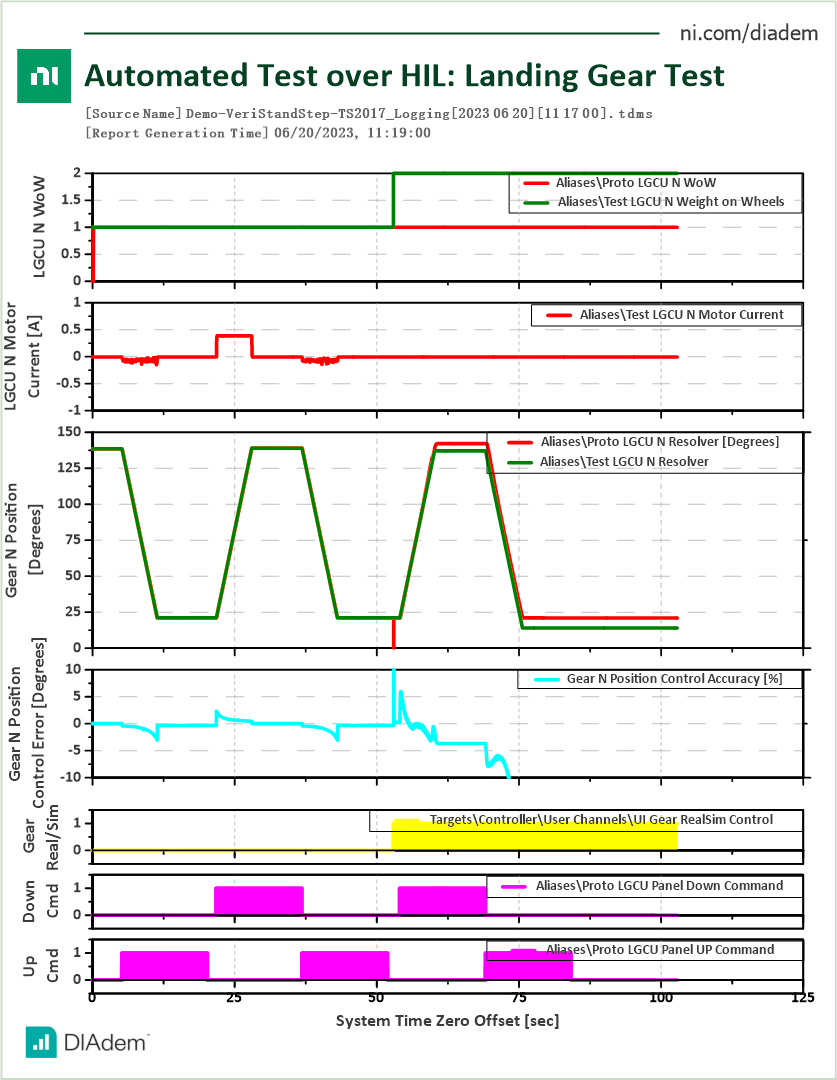 ni.com/diadem
ni
Automated Test over HIL: Landing Gear Test
[Source Name] Demo-VeriStandStep-TS2017_Logging[2023 06 20][11 17 00].tdms
[Report Generation Time] 06/20/2023, 11:19:00
LGCU N WoW
2
1.5
1
0.5
0
Aliases\Proto LGCU N WoW
Aliases\Test LGCU N Weight on Wheels
LGCU N Motor
Current [A]
1
0.5
0
-0.5
-1
Aliases\Test LGCU N Motor Current
Gear N Position
[Degrees]
150
125
100
75
50
25
0
Aliases\Proto LGCU N Resolver [Degrees]
Aliases\Test LGCU N Resolver
Gear N Position
Control Error [Degrees]
10
5
0
-5
-10
Gear N Position Control Accuracy [%]
Gear
Real/Sim
1
0
Targets\Controller\User Channels\UI Gear RealSim Control
Down
Cmd
1
0
Aliases\Proto LGCU Panel Down Command
Up
Cmd
1
0
Aliases\Proto LGCU Panel UP Command
0 25 50 75 100 125
System Time Zero Offset [sec]
DIAdem™